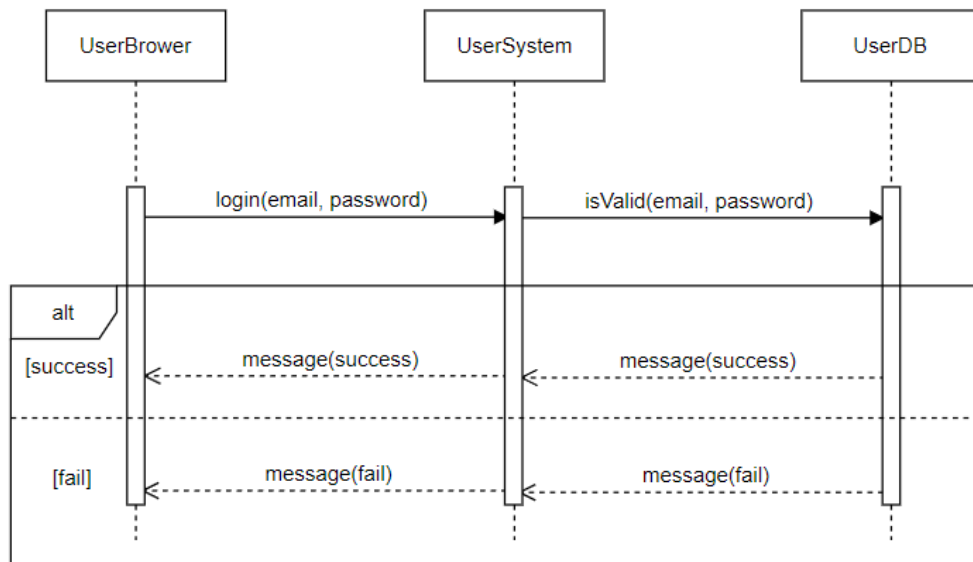 UserBrower
UserSystem
UserDB
login(email, password)
isValid(email, password)
alt
[success]
message(success)
message(success)
[fail]
message(fail)
message(fail)